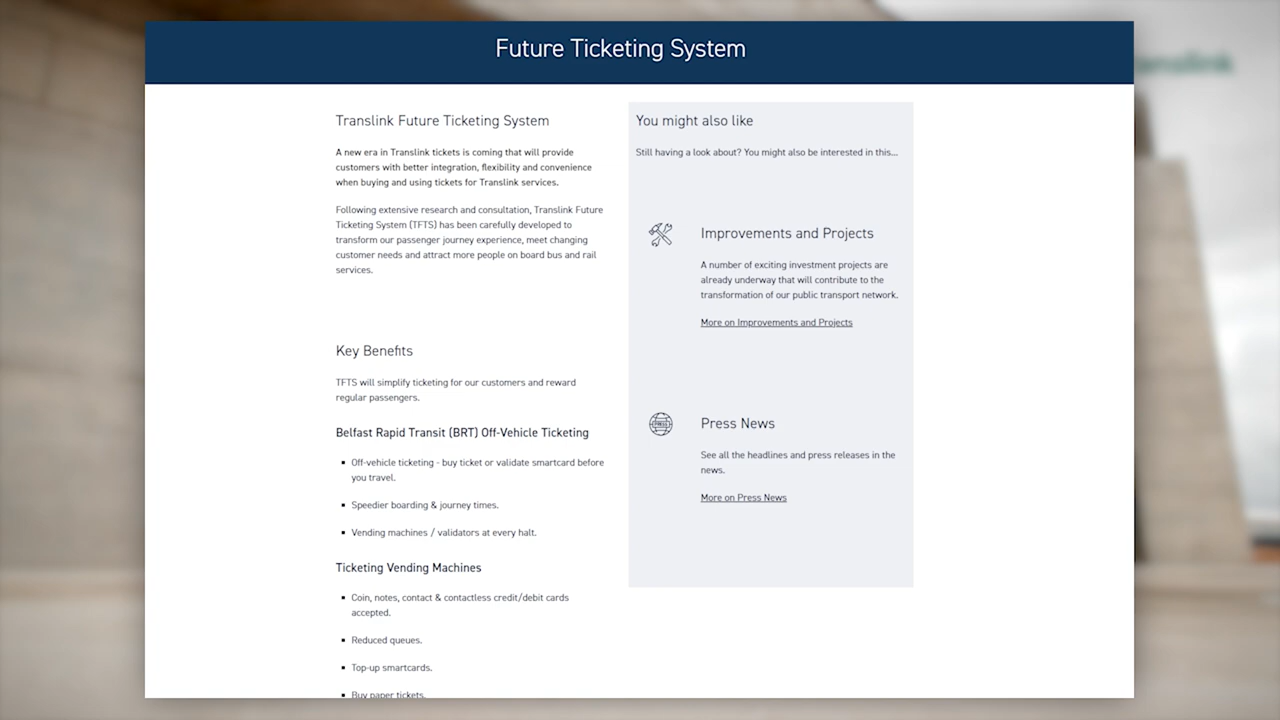 Future Ticketing System
Translink Future Ticketing System
A new era in Translink tickets is coming that will provide
customers with better integration, flexibility and convenience
when buying and using tickets for Translink services.
Following extensive research and consultation, Translink Future
Ticketing System (TFTS) has been carefully developed to
transform our passenger journey experience, meet changing
customer needs and attract more people on board bus and rail
services.
Key Benefits
TFTS will simplify ticketing for our customers and reward
regular passengers.
Belfast Rapid Transit (BRT) Off-Vehicle Ticketing
▪ Off-vehicle ticketing - buy ticket or validate smartcard before
you travel.
▪ Speedier boarding & journey times.
▪ Vending machines / validators at every halt.
Ticketing Vending Machines
▪ Coin, notes, contact & contactless credit/debit cards
accepted.
▪ Reduced queues.
▪ Top-up smartcards.
▪ Buy paper tickets.
You might also like
Still having a look about? You might also be interested in this...
Improvements and Projects
A number of exciting investment projects are
already underway that will contribute to the
transformation of our public transport network.
More on Improvements and Projects
PRESS
Press News
See all the headlines and press releases in the
news.
More on Press News